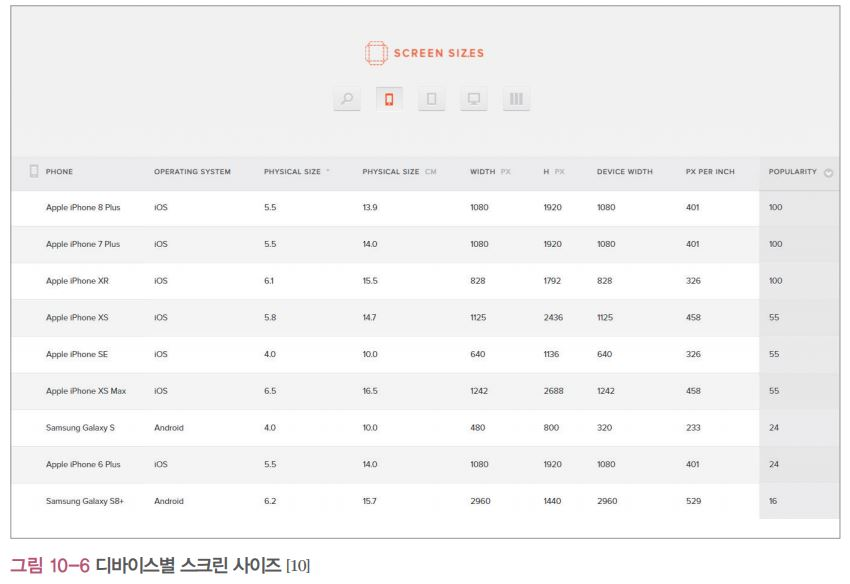 SCREEN SIZ.ES
PHONE OPERATING SYSTEM PHYSICAL SIZE " PHYSICAL SIZE CM WIDTH PX H PX DEVICE WIDTH PX PER INCH POPULARITY
Apple iPhone 8 Plus iOS 5.5 13.9 1080 1920 1080 401 100
Apple iPhone 7 Plus iOS 5.5 14.0 1080 1920 1080 401 100
Apple iPhone XR iOS 6.1 15.5 828 1792 828 326 100
Apple iPhone XS iOS 5.8 14.7 1125 2436 1125 458 55
Apple iPhone SE iOS 4.0 10.0 640 1136 640 326 55
Apple iPhone XS Max iOS 6.5 16.5 1242 2688 1242 458 55
Samsung Galaxy S Android 4.0 10.0 480 800 320 233 24
Apple iPhone 6 Plus iOS 5.5 14.0 1080 1920 1080 401 24
Samsung Galaxy S8+ Android 6.2 15.7 2960 1440 2960 529 16
그림 10-6 디바이스별 스크린 사이즈 [10]